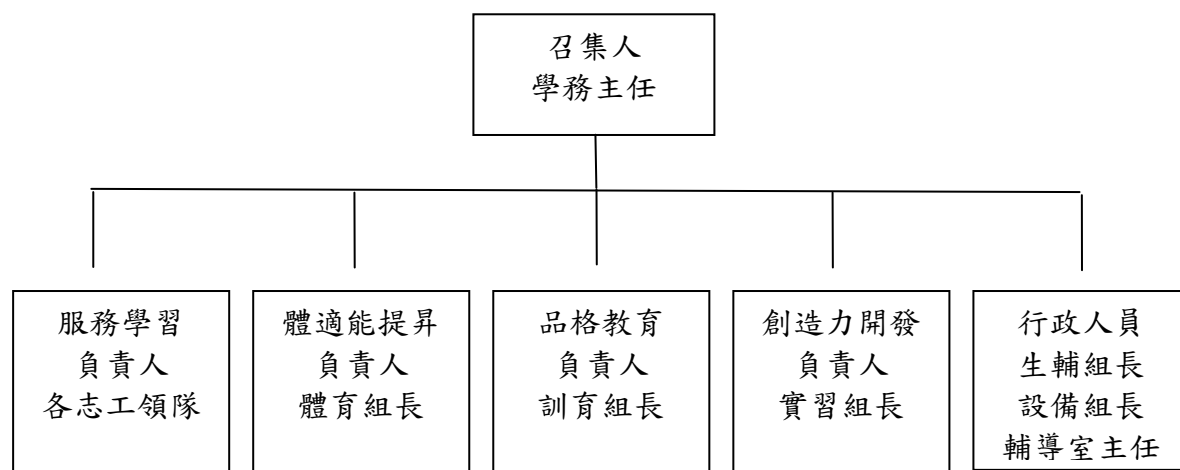 召集人
學務主任
服務學習
負責人
各志工領隊
體適能提昇
負責人
體育組長
品格教育
負責人
訓育組長
創造力開發
負責人
實習組長
行政人員
生輔組長
設備組長
輔導室主任